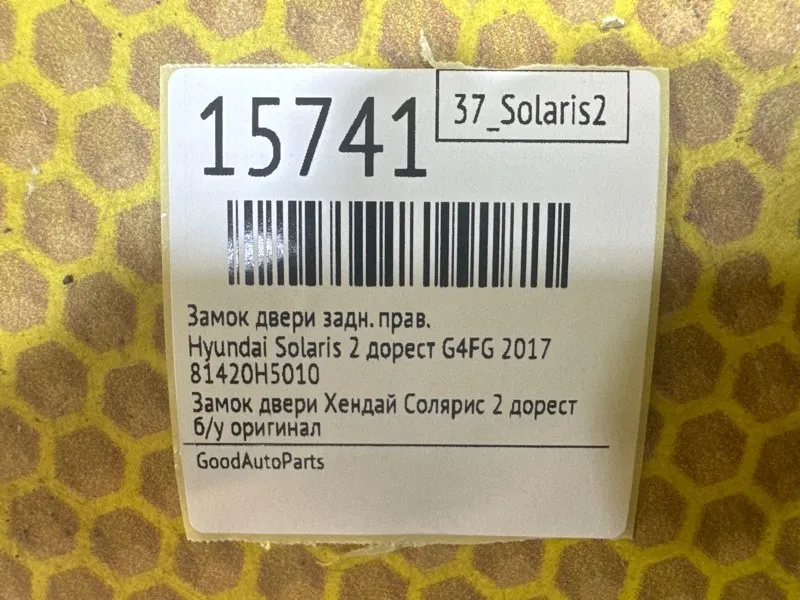 15741
37_Solaris2
Замок двери задн. прав.
Hyundai Solaris 2 дорест G4FG 2017
81420H5010
Замок двери Хендай Солярис 2 дорест
б/у оригинал
GoodAutoParts